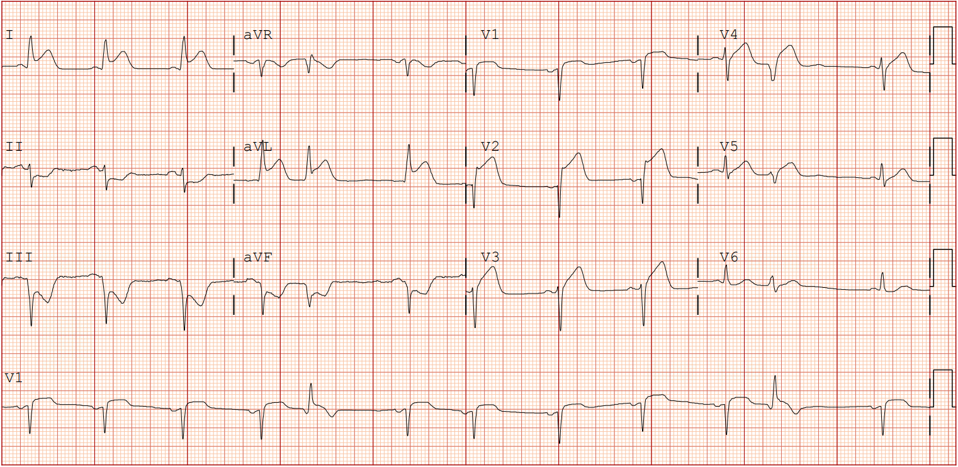 I aVR V1 V4
II aVL V2 V5
III aVF V3 V6
V1